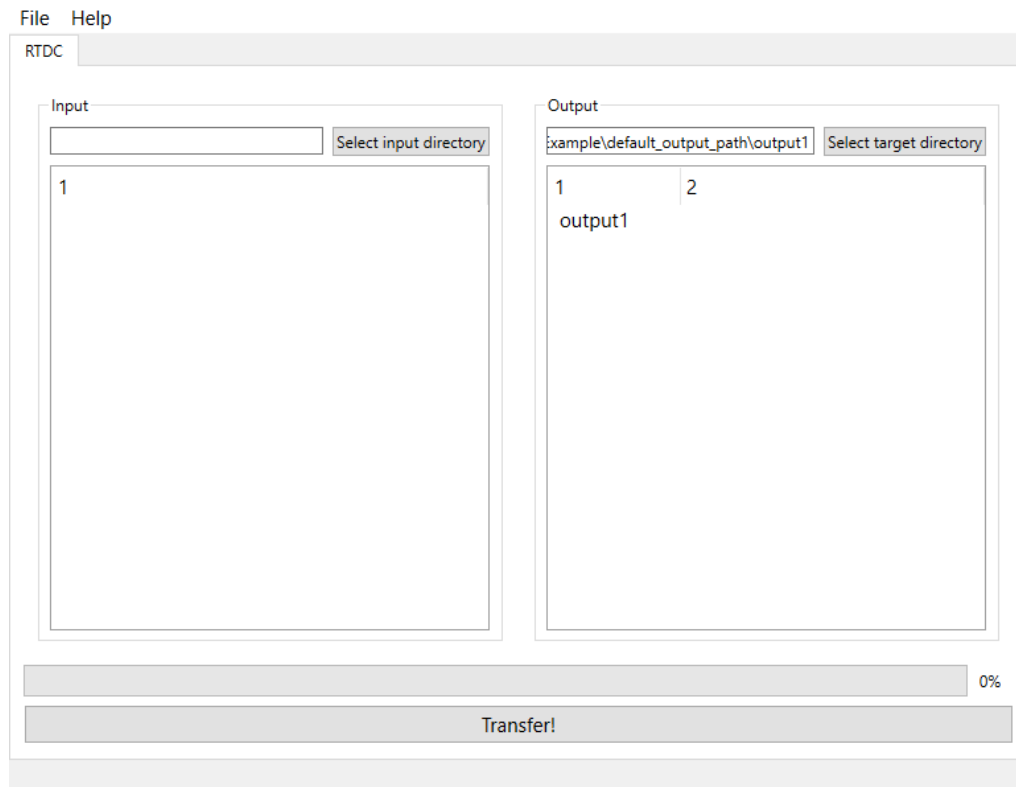 File Help
RTDC
Input
Select input directory
1
Output
Example\default_output_path\output1 Select target directory
1 2
output1
0%
Transfer!